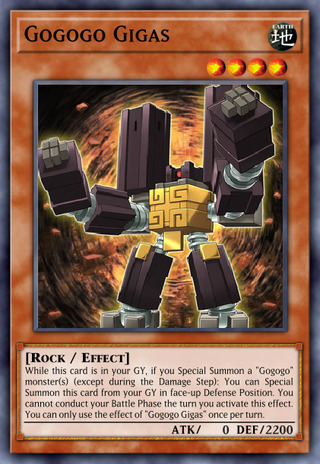 Gogogo Gigas
EARTH
地
[Rock / Effect]
While this card is in your GY, if you Special Summon a "Gogogo"
monster(s) (except during the Damage Step): You can Special
Summon this card from your GY in face-up Defense Position. You
cannot conduct your Battle Phase the turn you activate this effect.
You can only use the effect of "Gogogo Gigas" once per turn.
ATK/ 0 DEF/2200